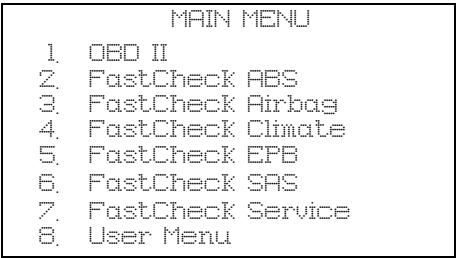 MAIN MENU
1. OBD II
2. FastCheck ABS
3. FastCheck Airbag
4. FastCheck Climate
5. FastCheck EPB
6. FastCheck SAS
7. FastCheck Service
8. User Menu